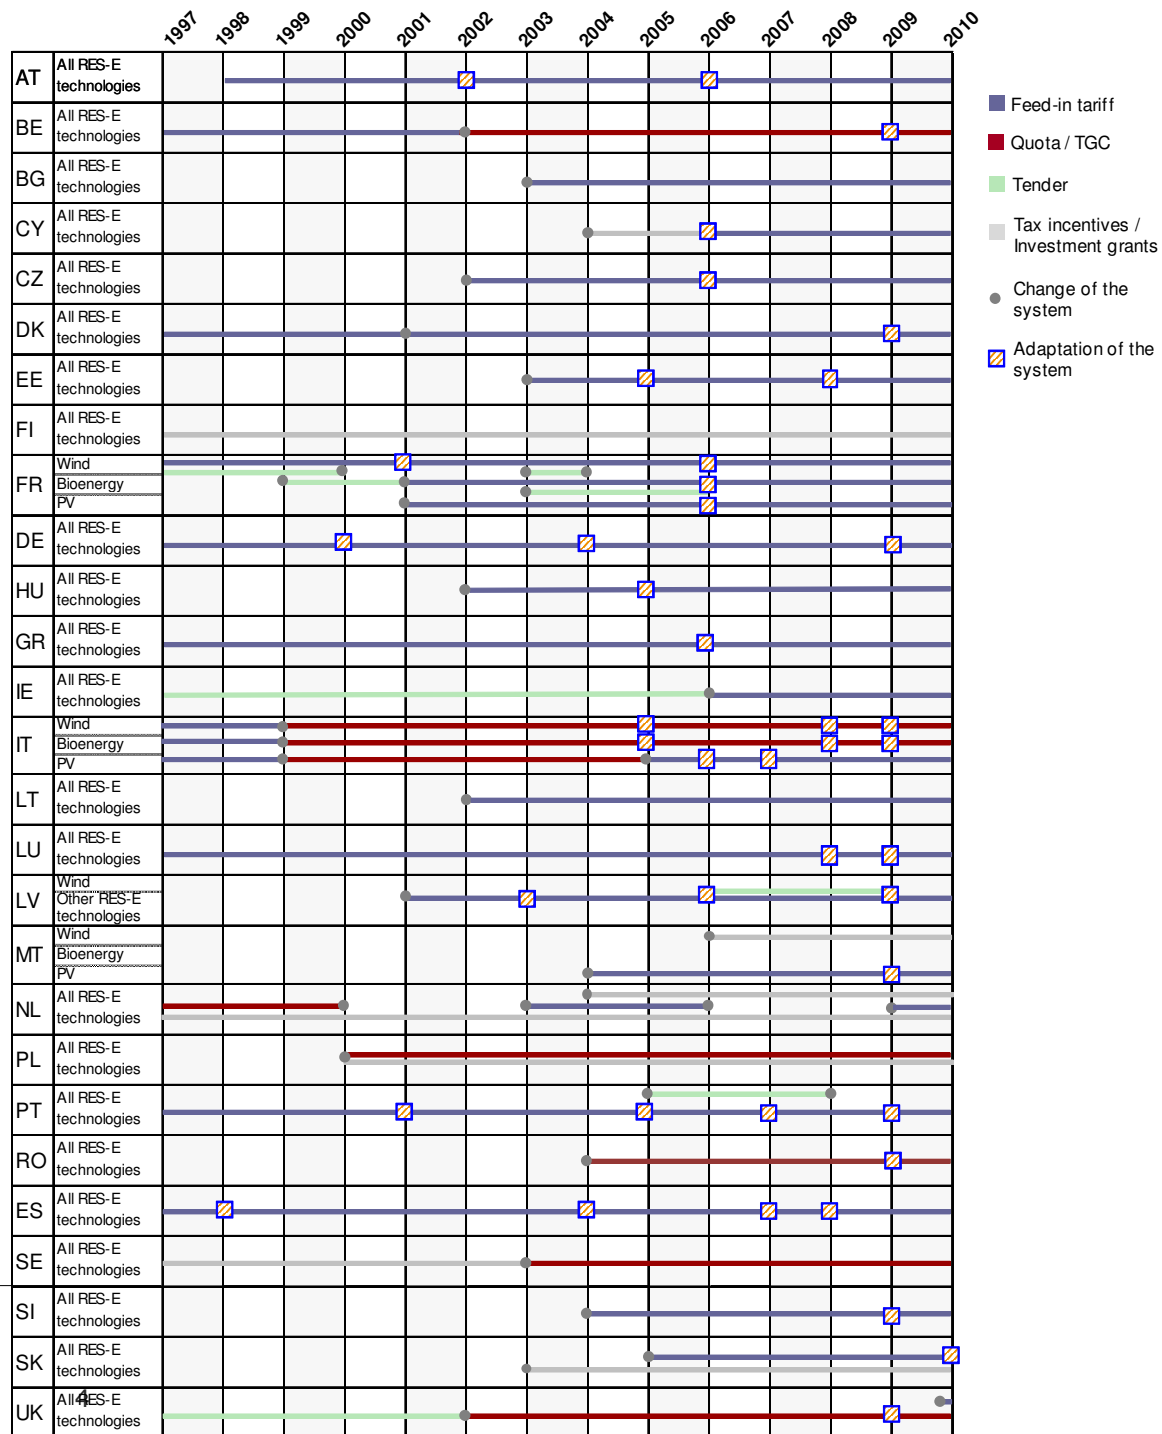 1997 1998 1999 2000 2001 2002 2003 2004 2005 2006 2007 2008 2009 2010
AT All RES-E
technologies
BE All RES-E
technologies
BG All RES-E
technologies
CY All RES-E
technologies
CZ All RES-E
technologies
DK All RES-E
technologies
EE All RES-E
technologies
FI All RES-E
technologies
FR Wind
Bioenergy
PV
DE All RES-E
technologies
HU All RES-E
technologies
GR All RES-E
technologies
IE All RES-E
technologies
IT Wind
Bioenergy
PV
LT All RES-E
technologies
LU All RES-E
technologies
LV Wind
Other RES-E
technologies
MT Wind
Bioenergy
PV
NL All RES-E
technologies
PL All RES-E
technologies
PT All RES-E
technologies
RO All RES-E
technologies
ES All RES-E
technologies
SE All RES-E
technologies
SI All RES-E
technologies
SK All RES-E
technologies
UK All RES-E
technologies
4
Feed-in tariff
Quota / TGC
Tender
Tax incentives /
Investment grants
Change of the
system
Adaptation of the
system